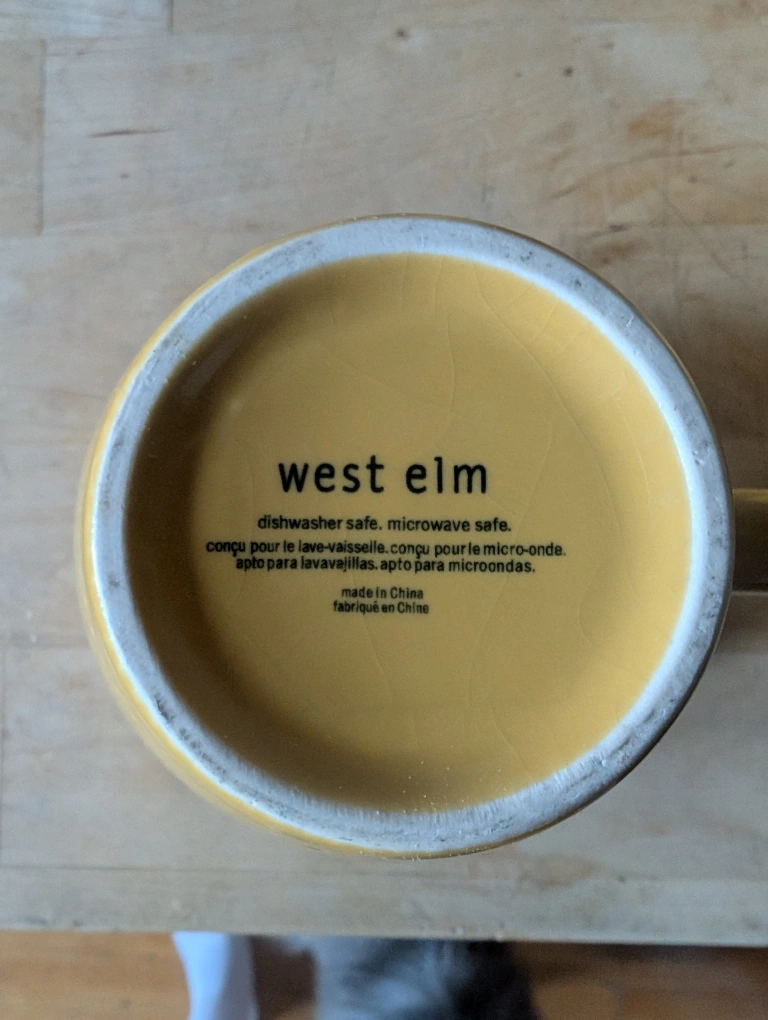 west elm
dishwasher safe. microwave safe.
conçu pour le lave-vaisselle. conçu pour le micro-onde.
apto para lavavajillas. apto para microondas.
made in China
fabriqué en Chine